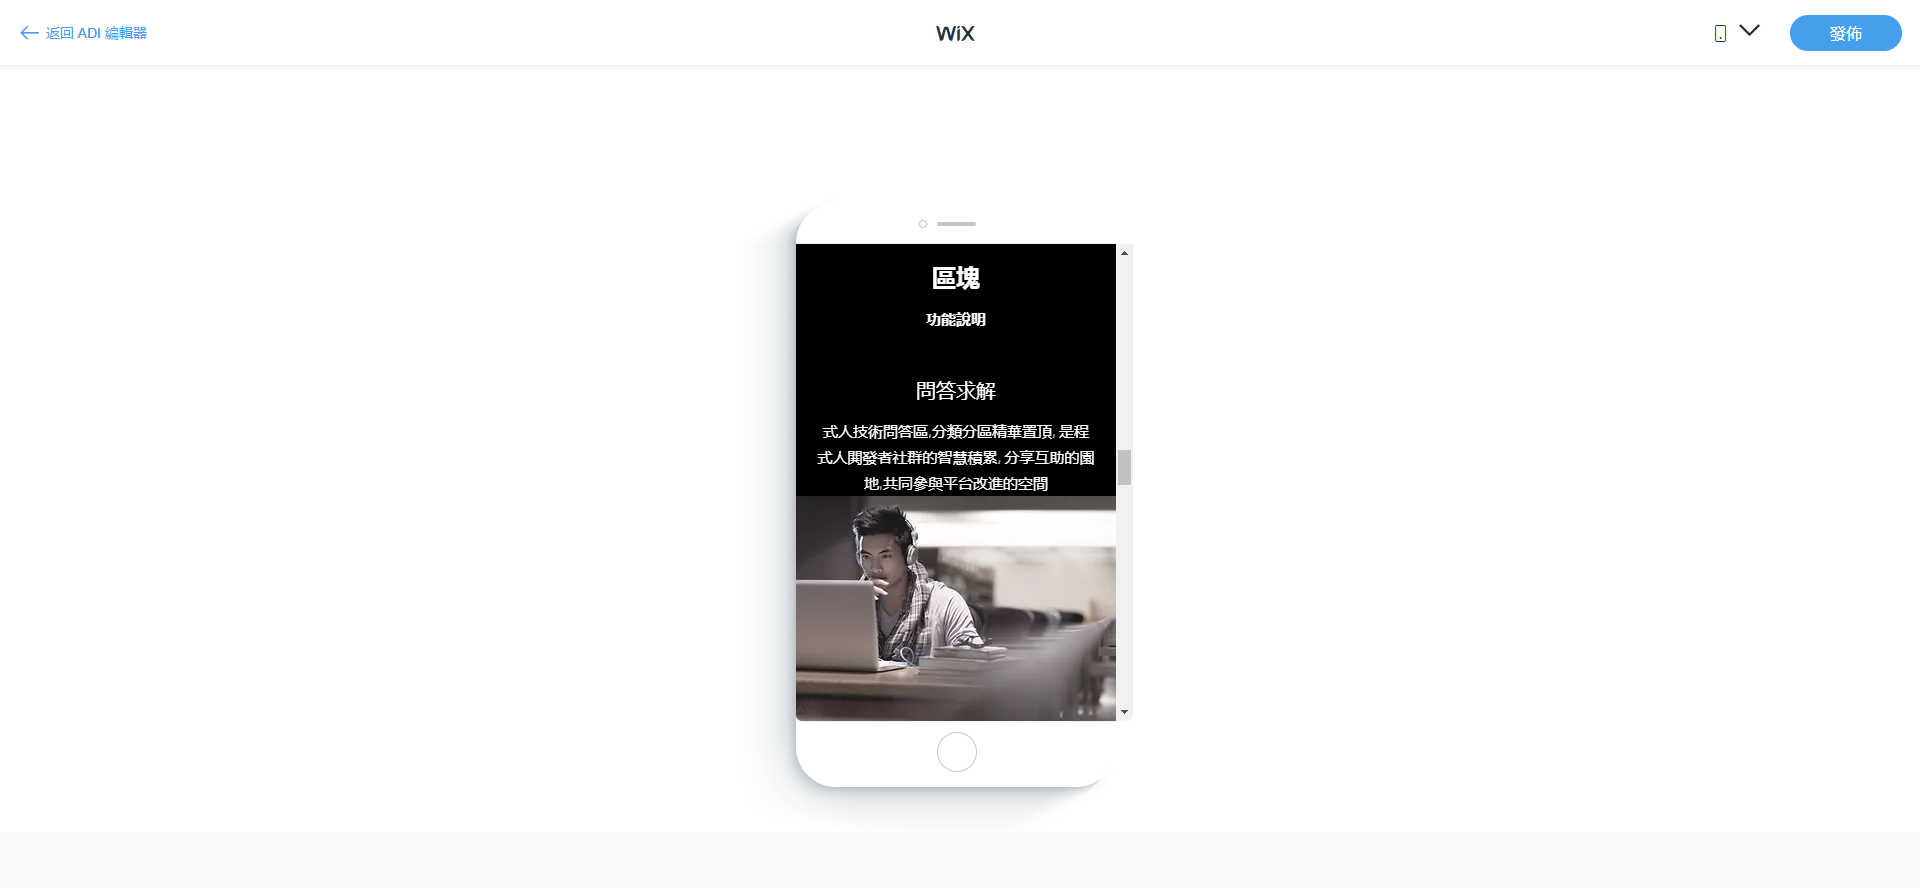 返回 ADI 編輯器
WiX
發佈
區塊
功能說明
問答求解
式人技術問答區,分類分區精華置頂, 是程
式人開發者社群的智慧積累, 分享互助的園
地,共同參與平台改進的空間